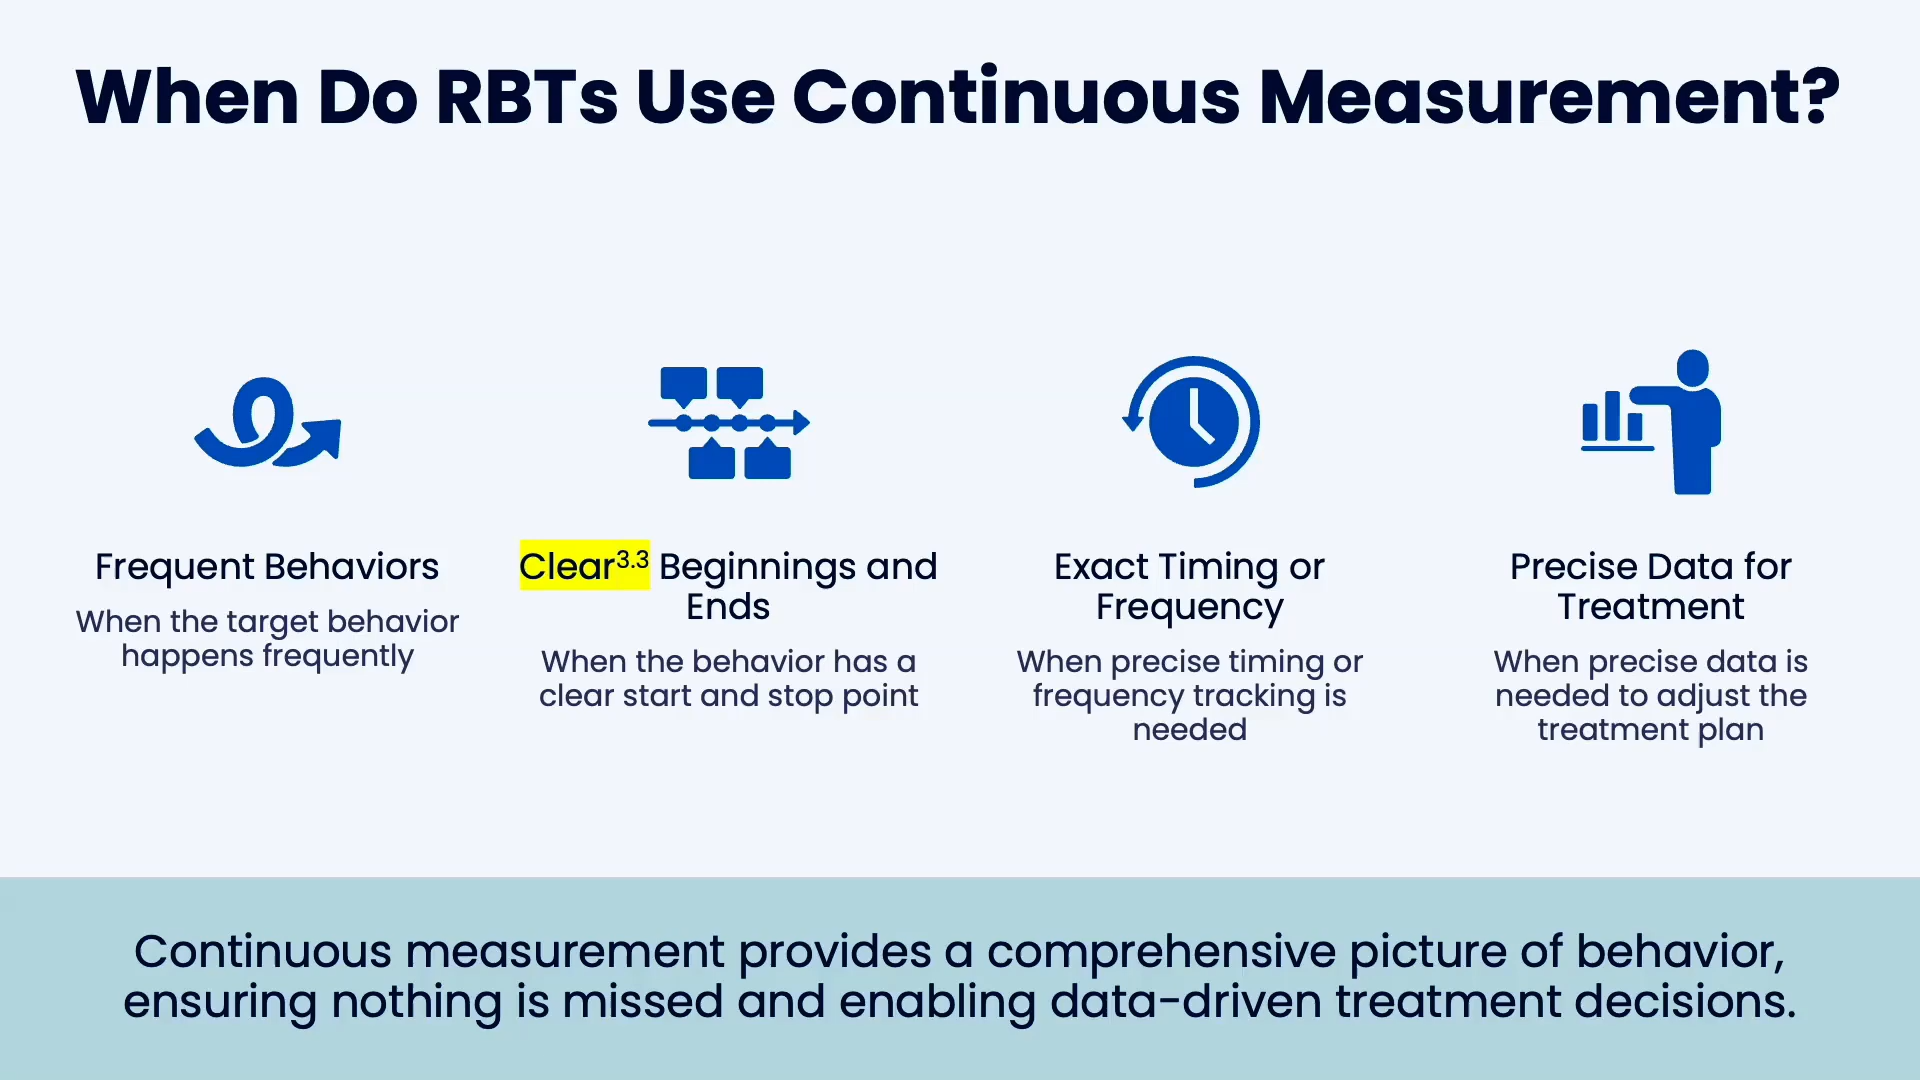 When Do RBTs Use Continuous Measurement?
Frequent Behaviors
When the target behavior
happens frequently
Clear³·³ Beginnings and
Ends
When the behavior has a
clear start and stop point
Exact Timing or
Frequency
When precise timing or
frequency tracking is
needed
Precise Data for
Treatment
When precise data is
needed to adjust the
treatment plan
Continuous measurement provides a comprehensive picture of behavior,
ensuring nothing is missed and enabling data-driven treatment decisions.